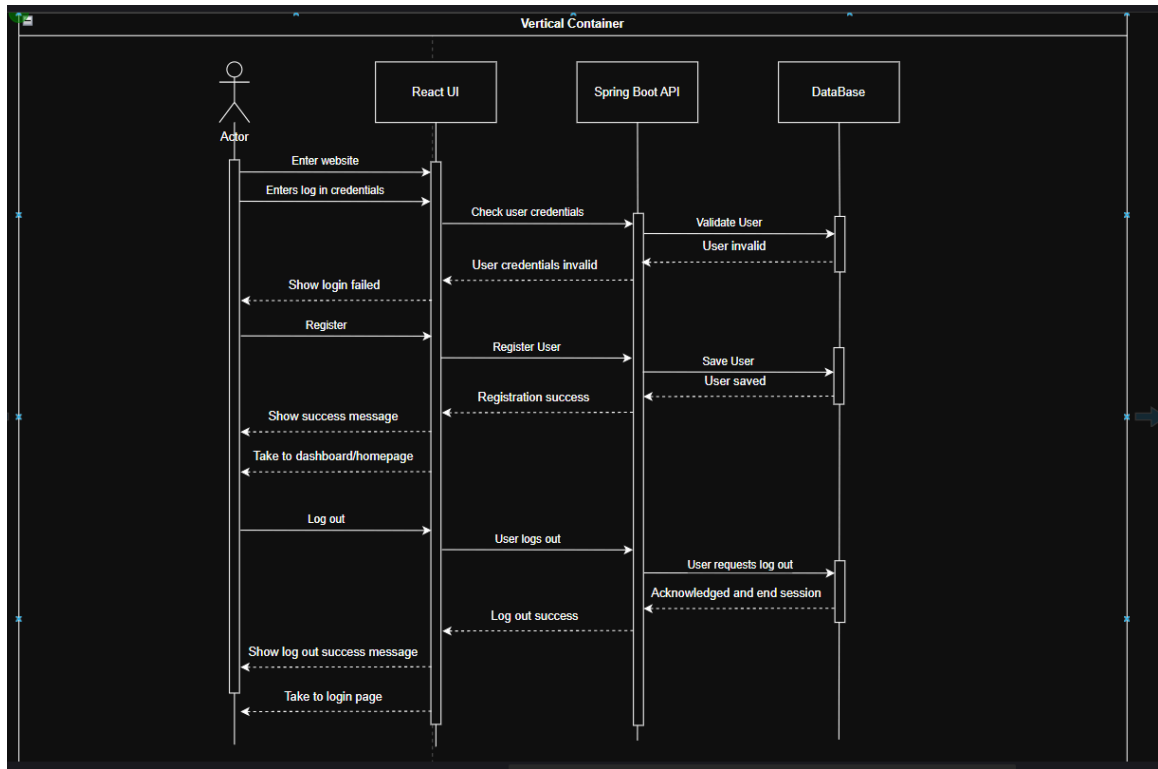 Vertical Container
React UI
Spring Boot API
DataBase
Actor
Enter website
Enters log in credentials
Check user credentials
Validate User
User invalid
User credentials invalid
Show login failed
Register
Register User
Save User
User saved
Registration success
Show success message
Take to dashboard/homepage
Log out
User logs out
User requests log out
Acknowledged and end session
Log out success
Show log out success message
Take to login page